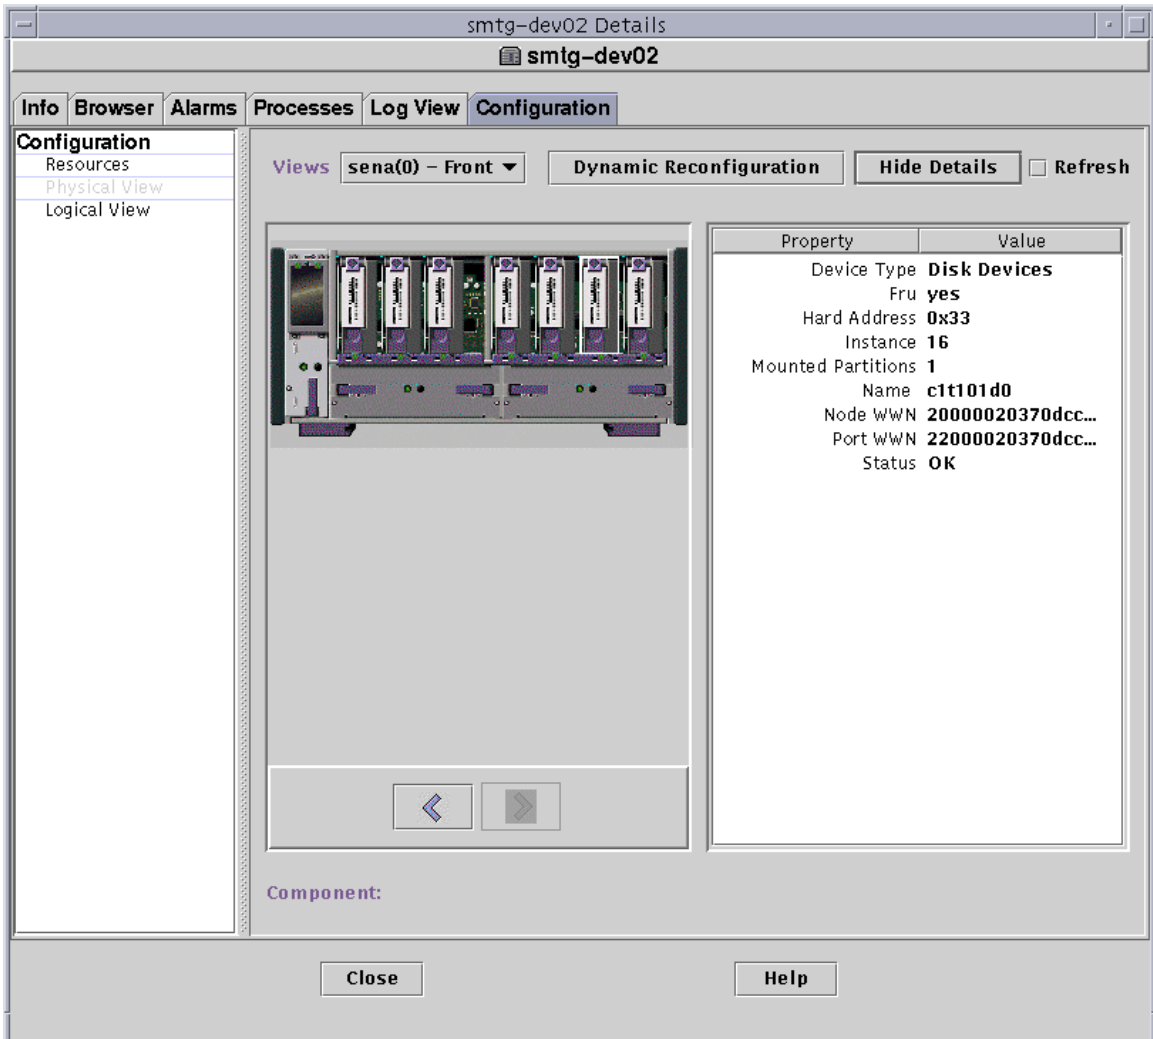 smtg-dev02 Details
smtg-dev02
Info Browser Alarms Processes Log View Configuration
Configuration
Resources
Physical View
Logical View
Views sena(0) - Front Dynamic Reconfiguration Hide Details Refresh
Property Value
Device Type Disk Devices
Fru yes
Hard Address 0x33
Instance 16
Mounted Partitions 1
Name c1t101d0
Node WWN 20000020370dcc...
Port WWN 22000020370dcc...
Status OK
Component:
Close Help